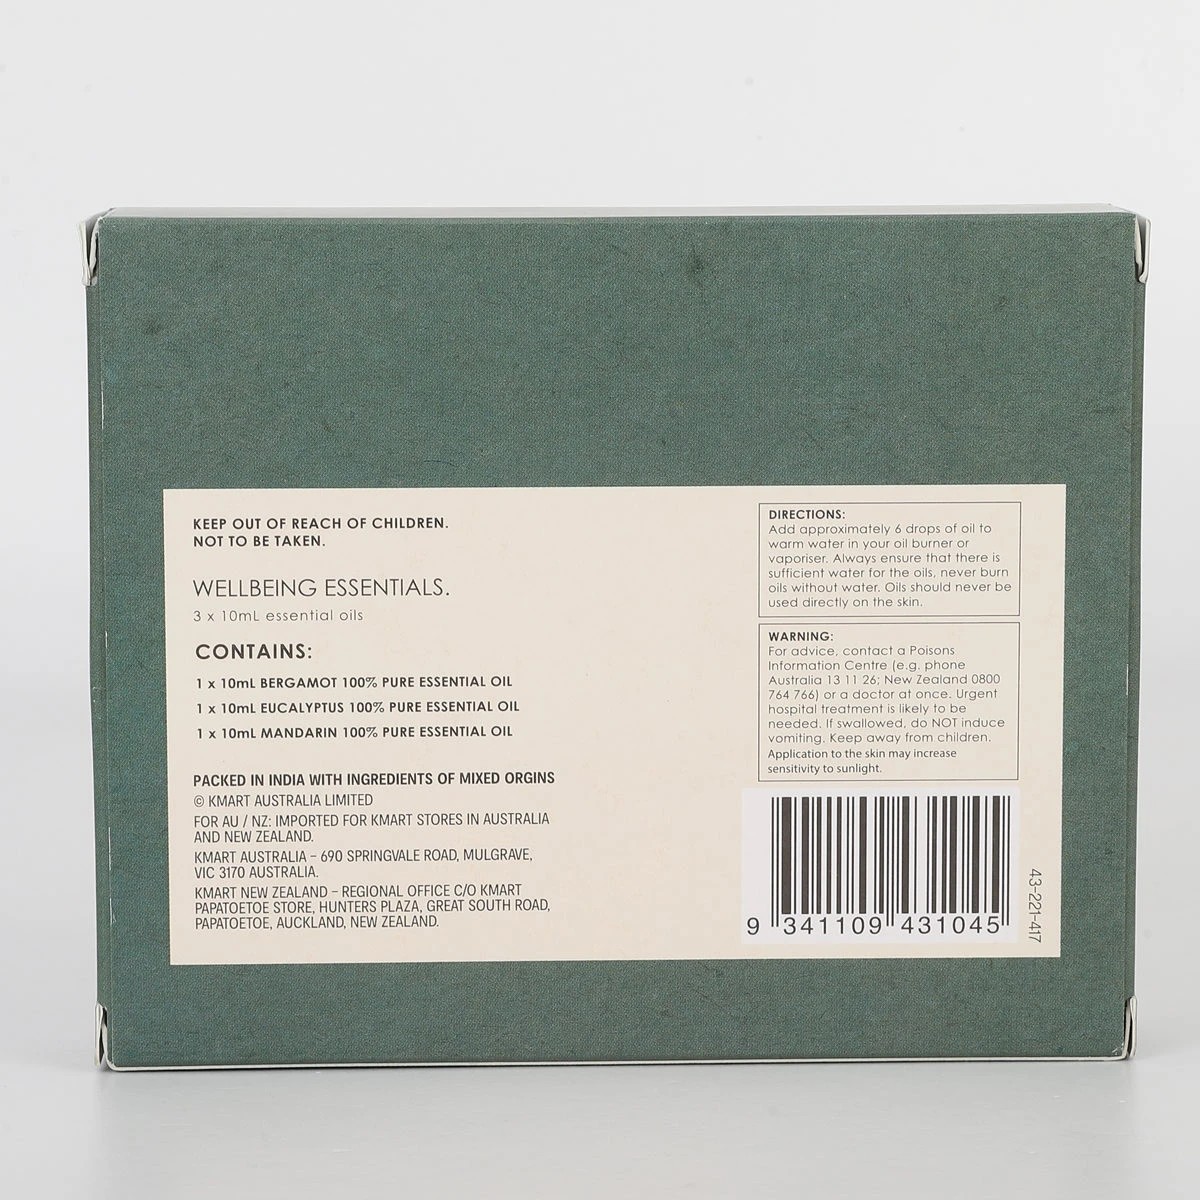 KEEP OUT OF REACH OF CHILDREN.
NOT TO BE TAKEN.
WELLBEING ESSENTIALS.
3 x 10mL essential oils
CONTAINS:
1 x 10mL BERGAMOT 100% PURE ESSENTIAL OIL
1 x 10mL EUCALYPTUS 100% PURE ESSENTIAL OIL
1 x 10mL MANDARIN 100% PURE ESSENTIAL OIL
PACKED IN INDIA WITH INGREDIENTS OF MIXED ORGINS
© KMART AUSTRALIA LIMITED
FOR AU / NZ: IMPORTED FOR KMART STORES IN AUSTRALIA
AND NEW ZEALAND.
KMART AUSTRALIA – 690 SPRINGVALE ROAD, MULGRAVE,
VIC 3170 AUSTRALIA.
KMART NEW ZEALAND – REGIONAL OFFICE C/O KMART
PAPATOETOE STORE, HUNTERS PLAZA, GREAT SOUTH ROAD,
PAPATOETOE, AUCKLAND, NEW ZEALAND.
DIRECTIONS:
Add approximately 6 drops of oil to
warm water in your oil burner or
vaporiser. Always ensure that there is
sufficient water for the oils, never burn
oils without water. Oils should never be
used directly on the skin.
WARNING:
For advice, contact a Poisons
Information Centre (e.g. phone
Australia 13 11 26; New Zealand 0800
764 766) or a doctor at once. Urgent
hospital treatment is likely to be
needed. If swallowed, do NOT induce
vomiting. Keep away from children.
Application to the skin may increase
sensitivity to sunlight.
9 341109 431045
43-221-417